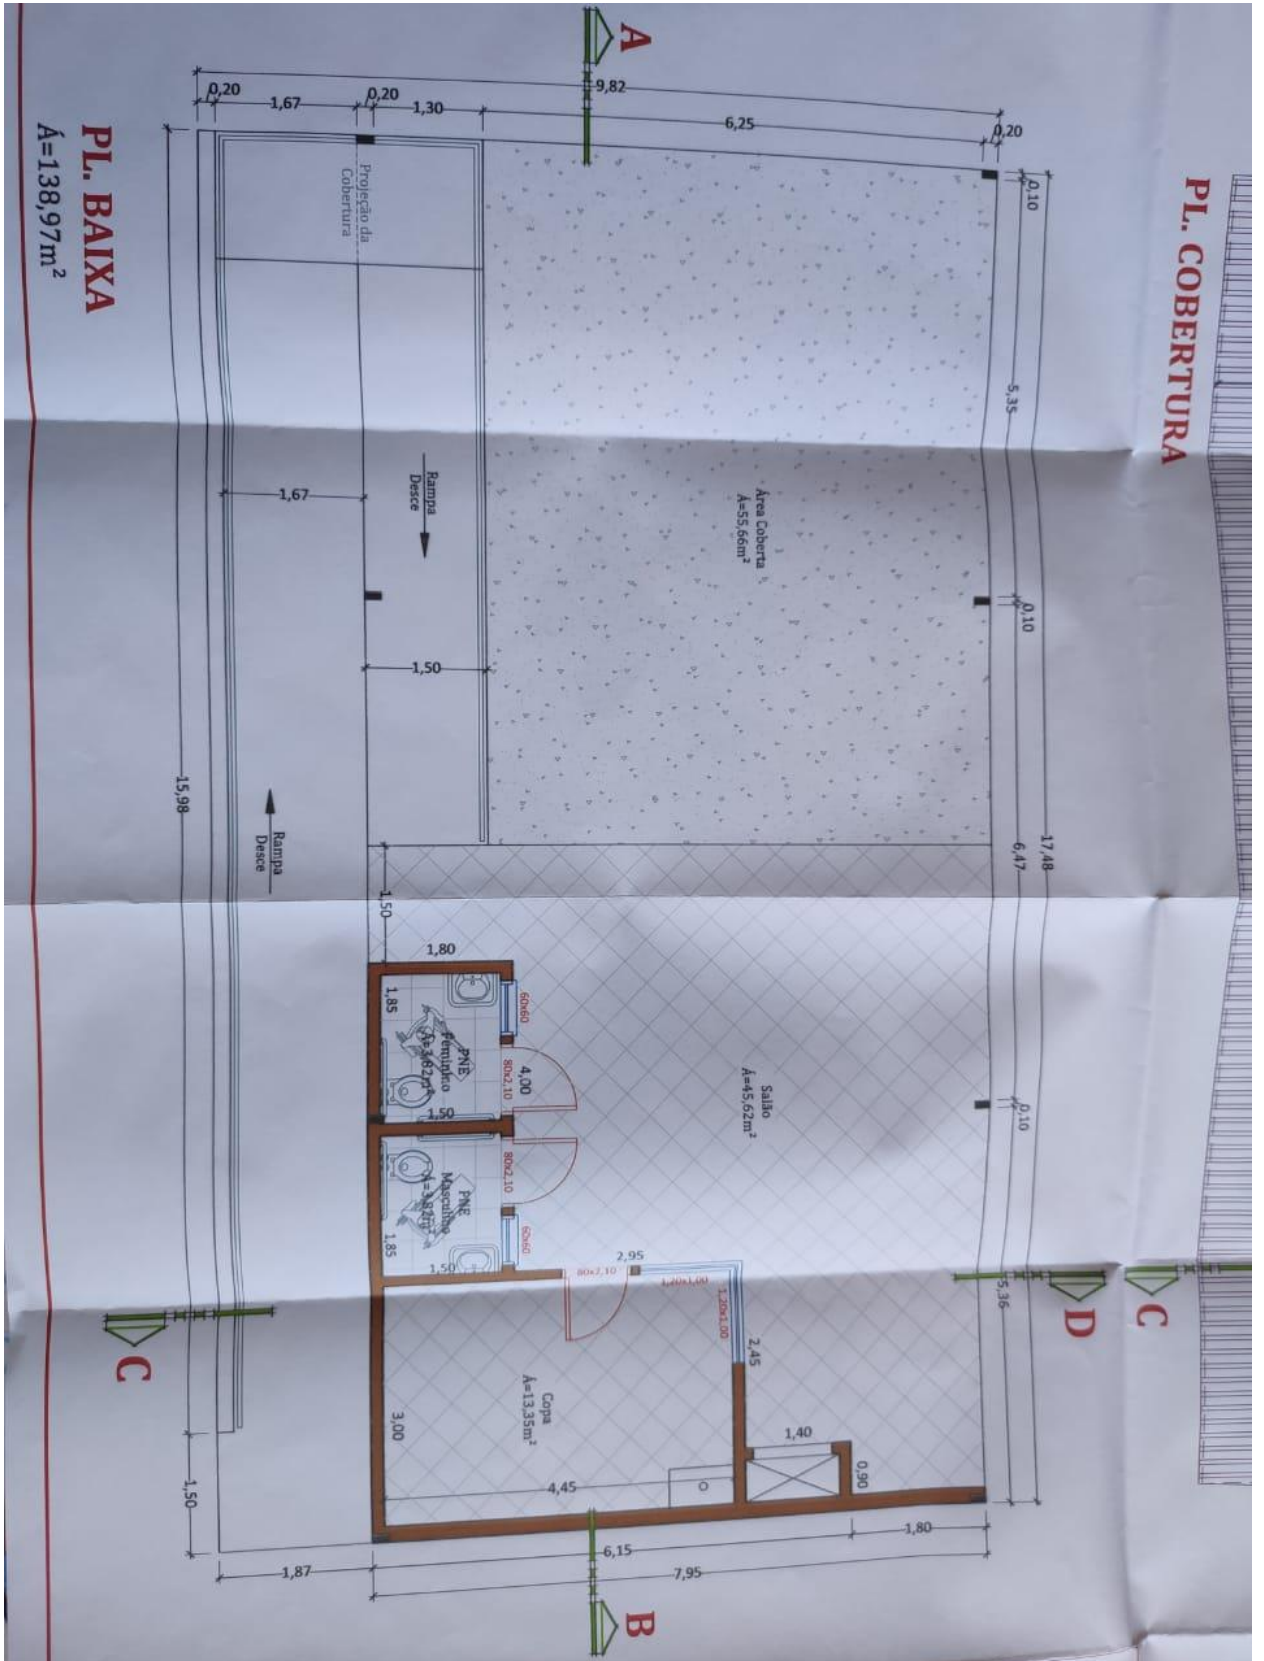 A
9,82
0,20
1,67
0,20
1,30
6,25
0,20
0,10
PL. BAIXA
Á=138,97m²
PL. COBERTURA
Projeção da
Cobertura
5,35
1,67
Rampa
Desce
Área Coberta
Á=55,66m²
0,10
1,50
17,48
6,47
15,98
Rampa
Desce
1,50
1,80
60x60
1,85
PNE
Feminino
Á=3,82m²
80x2,10
4,00
1,50
Salão
Á=45,62m²
0,10
80x2,10
PNE
Masculino
Á=3,82m²
60x60
1,85
1,50
2,95
80x2,10
1,20x1,00
1,20x1,00
5,36
D
C
C
2,45
3,00
Copa
Á=13,35m²
1,40
0,90
4,45
1,50
1,80
6,15
1,87
7,95
B